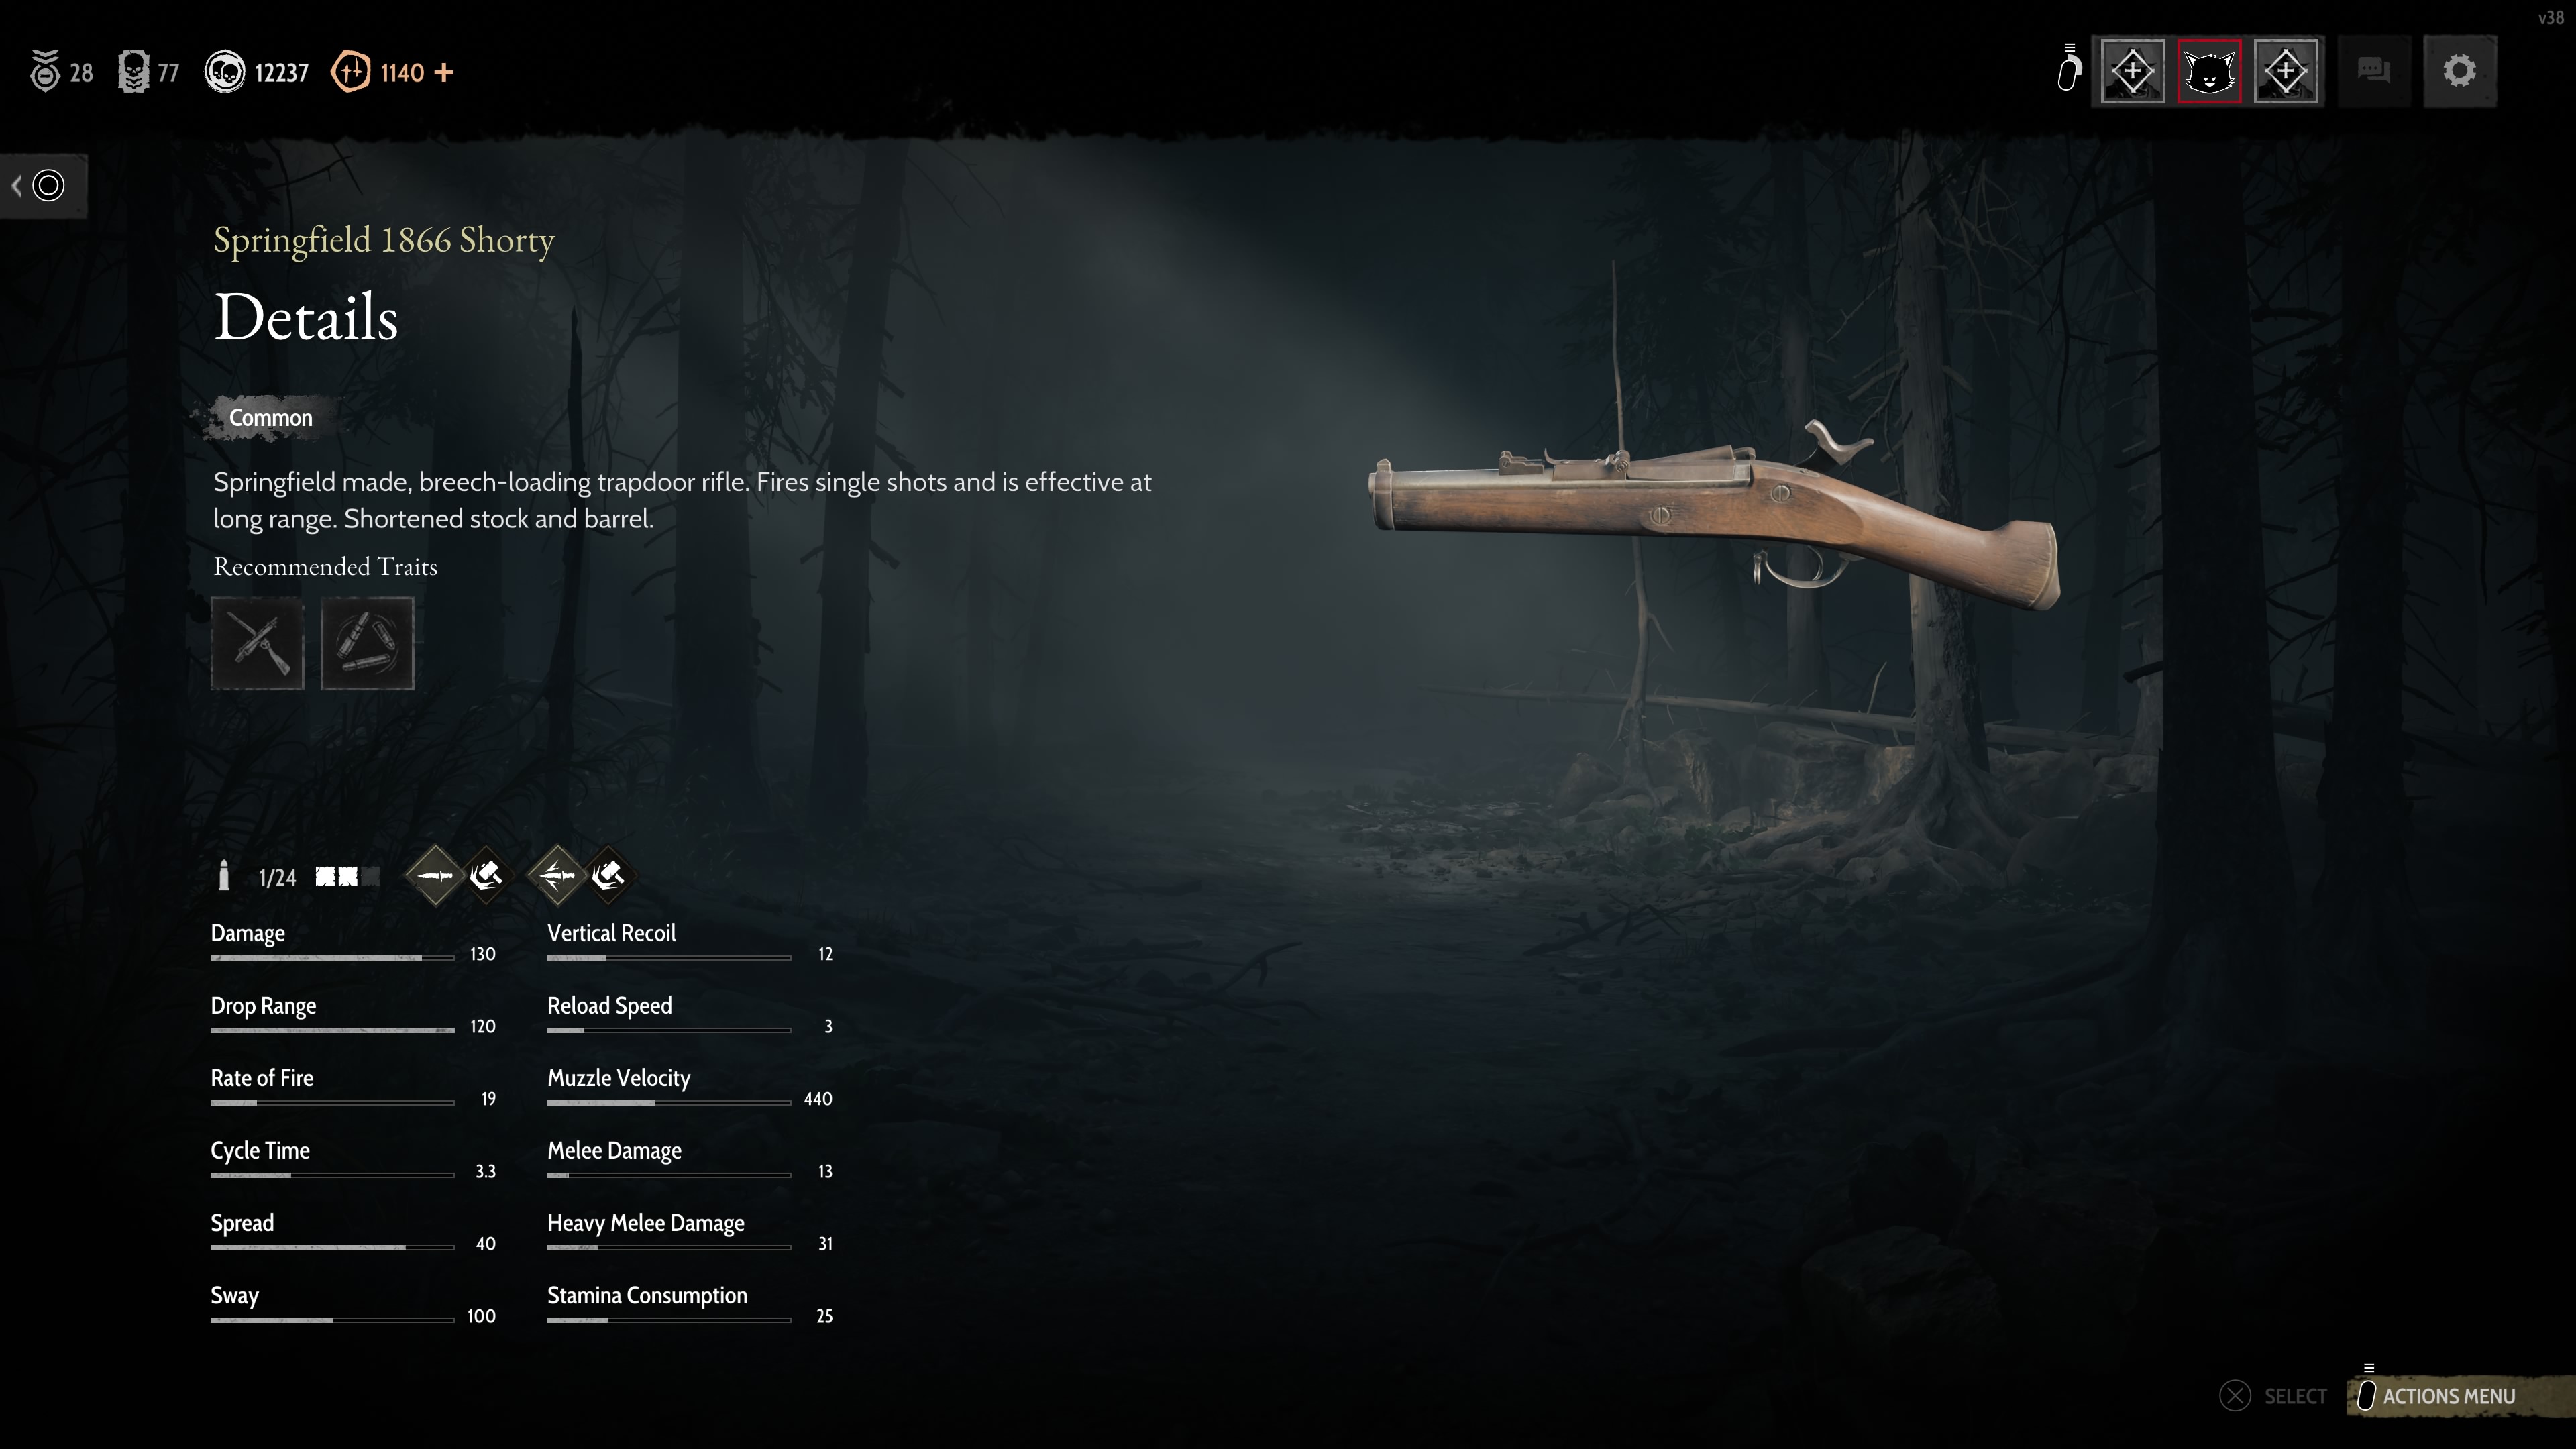 v38
28
77
12237
1140 +
Springfield 1866 Shorty
Details
Common
Springfield made, breech-loading trapdoor rifle. Fires single shots and is effective at
long range. Shortened stock and barrel.
Recommended Traits
1/24
Damage
130
Drop Range
120
Rate of Fire
19
Cycle Time
3.3
Spread
40
Sway
100
Vertical Recoil
12
Reload Speed
3
Muzzle Velocity
440
Melee Damage
13
Heavy Melee Damage
31
Stamina Consumption
25
SELECT
ACTIONS MENU